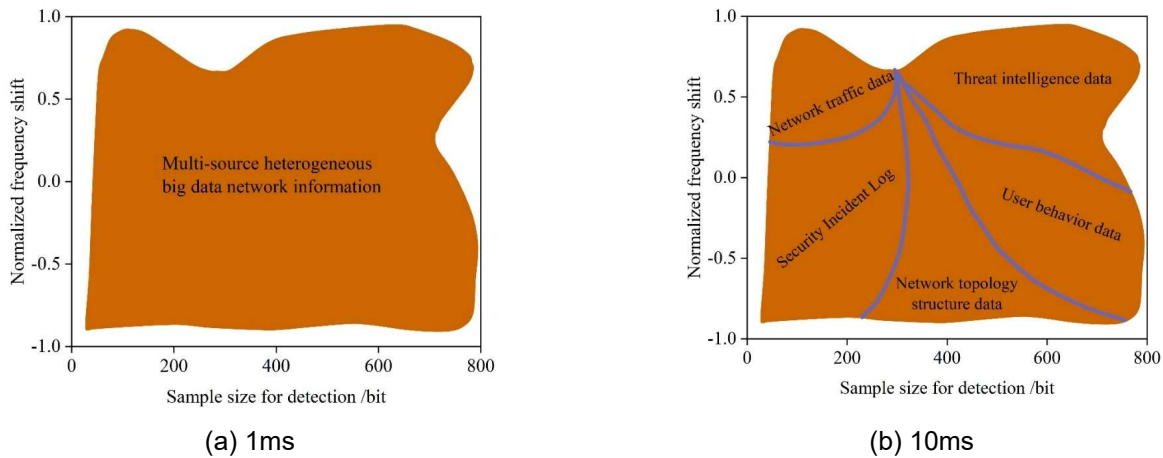 1.0
0.5
0.0
-0.5
-1.0
Normalized frequency shift
Multi-source heterogeneous
big data network information
0
200
400
600
800
Sample size for detection /bit
(a) 1ms
1.0
0.5
0.0
-0.5
1.0
Normalized frequency shift
Network traffic data
Threat intelligence data
Security Incident Log
User behavior data
Network topology
structure data
0
200
400
600
800
Sample size for detection /bit
(b) 10ms